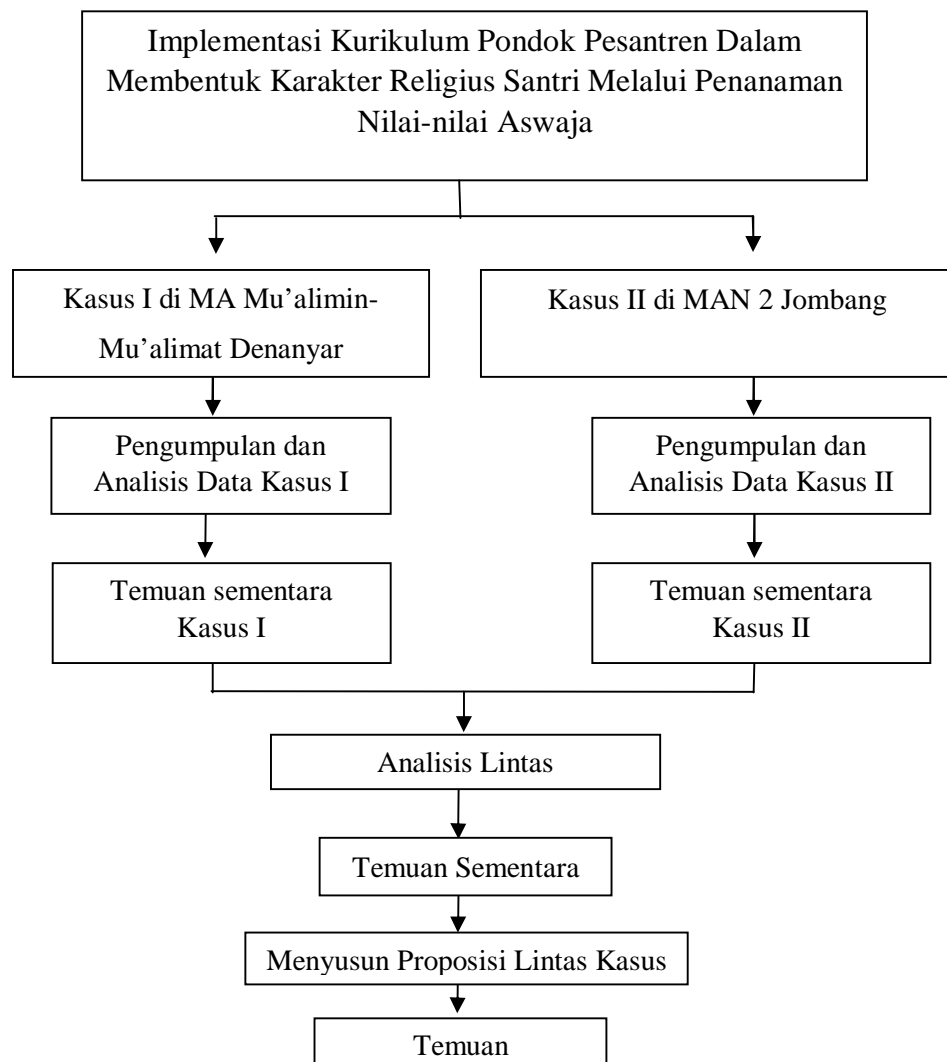 Implementasi Kurikulum Pondok Pesantren Dalam
Membentuk Karakter Religius Santri Melalui Penanaman
Nilai-nilai Aswaja
Kasus I di MA Mu’alimin-
Mu’alimat Denanyar
Kasus II di MAN 2 Jombang
Pengumpulan dan
Analisis Data Kasus I
Pengumpulan dan
Analisis Data Kasus II
Temuan sementara
Kasus I
Temuan sementara
Kasus II
Analisis Lintas
Temuan Sementara
Menyusun Proposisi Lintas Kasus
Temuan